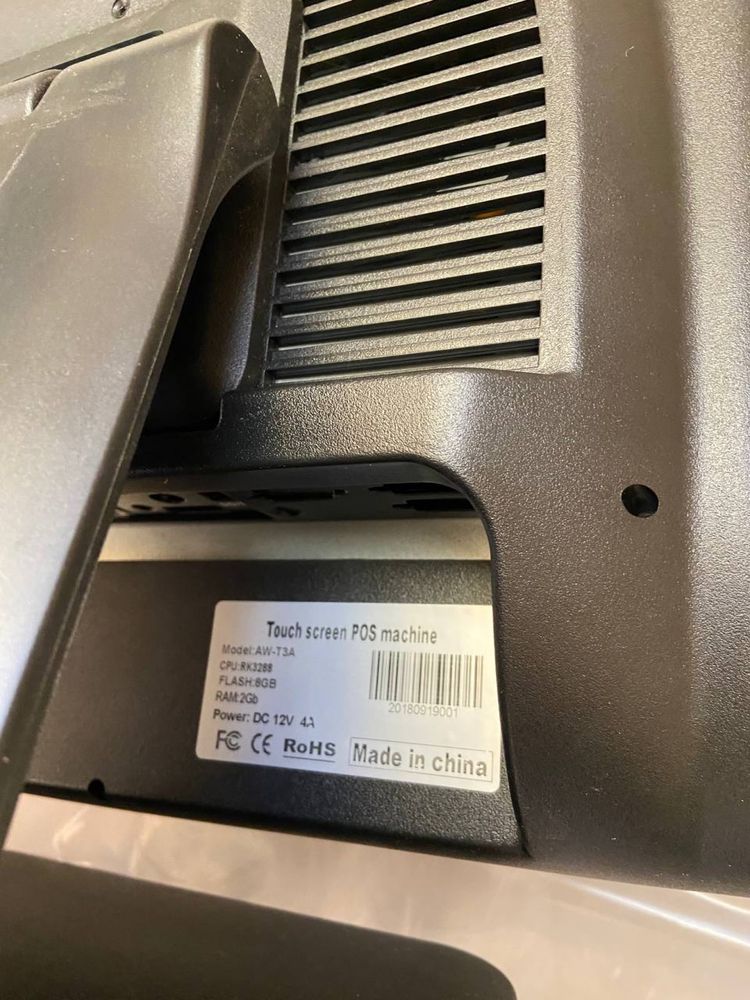 Touch screen POS machine
Model:AW-T3A
CPU:RK3288
FLASH:8GB
RAM:2Gb
20180919001
Power: DC 12V 4A
FC CE RoHS
Made in china